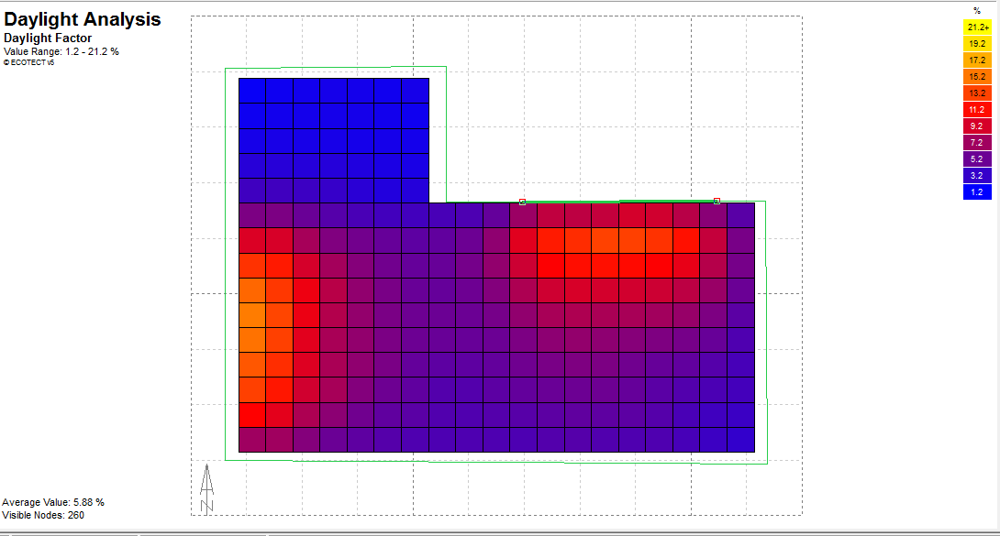 Daylight Analysis
Daylight Factor
Value Range: 1.2 - 21.2 %
© ECOTECT v5
%
21.2+
19.2
17.2
15.2
13.2
11.2
9.2
7.2
5.2
3.2
1.2
N
Average Value: 5.88 %
Visible Nodes: 260